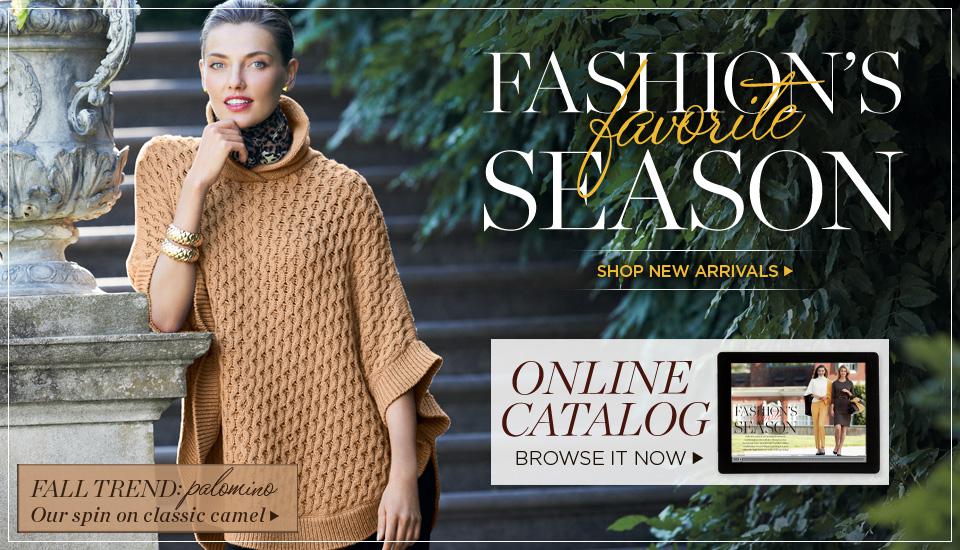 FASHION'S
favorite
SEASON
SHOP NEW ARRIVALS
ONLINE
CATALOG
BROWSE IT NOW
FASHION'S
SEASON
FALL TREND: palomino
Our spin on classic camel